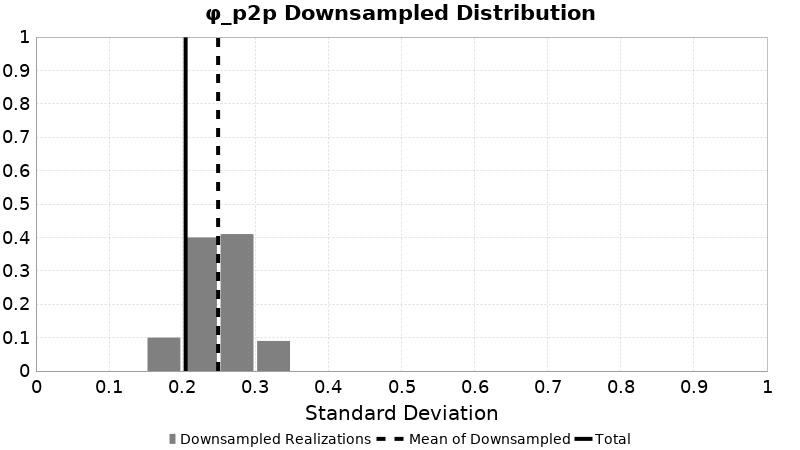 φ_p2p Downsampled Distribution
1
0.9
0.8
0.7
0.6
0.5
0.4
0.3
0.2
0.1
0
0 0.1 0.2 0.3 0.4 0.5 0.6 0.7 0.8 0.9 1
Standard Deviation
Downsampled Realizations Mean of Downsampled Total